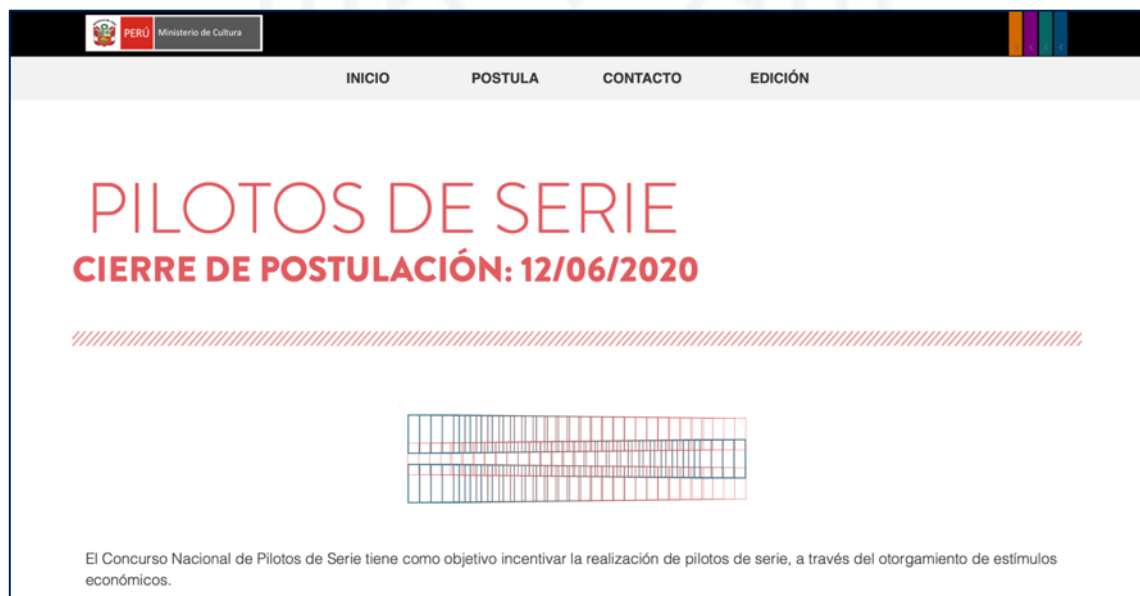 PERÚ Ministerio de Cultura
INICIO POSTULA CONTACTO EDICIÓN
PILOTOS DE SERIE
CIERRE DE POSTULACIÓN: 12/06/2020
El Concurso Nacional de Pilotos de Serie tiene como objetivo incentivar la realización de pilotos de serie, a través del otorgamiento de estímulos
económicos.